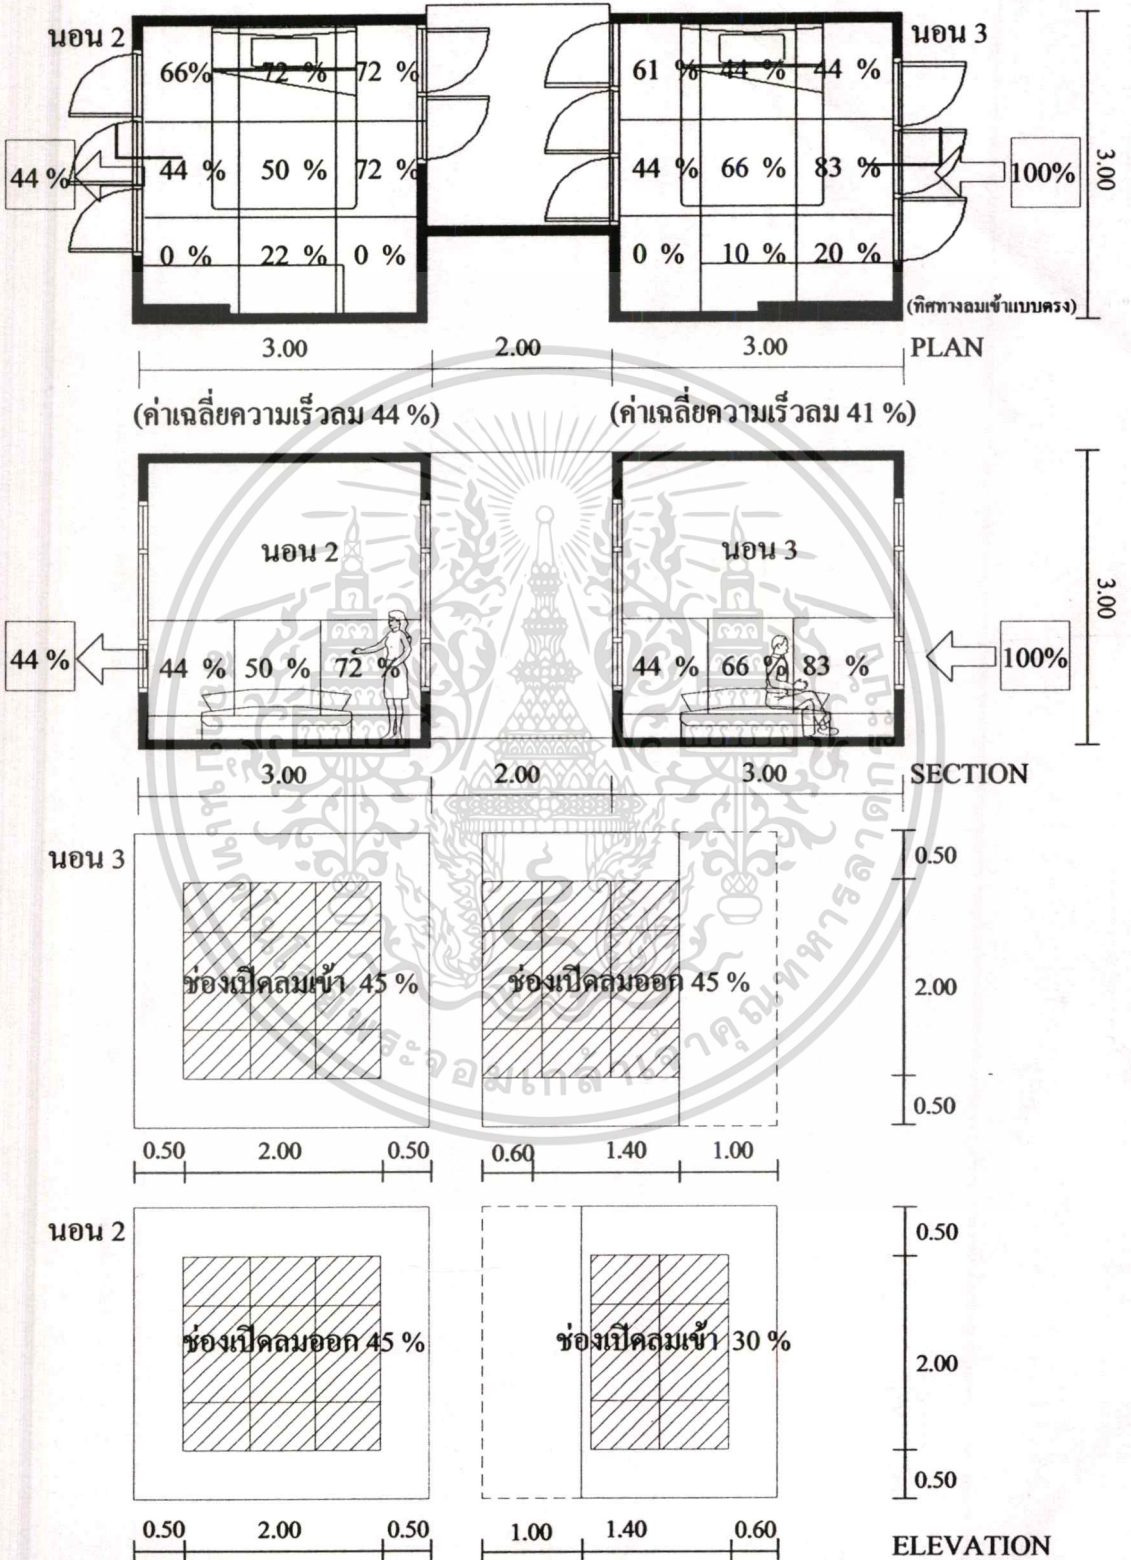 นอน 2
นอน 3
66% 72 % 72 %
61 % 44 % 44 %
44 %
44 % 50 % 72 %
44 % 66 % 83 %
100%
3.00
0 % 22 % 0 %
0 % 10 % 20 %
(ทิศทางลมเข้าแบบตรง)
3.00 2.00 3.00
PLAN
(ค่าเฉลี่ยความเร็วลม 44 %)
(ค่าเฉลี่ยความเร็วลม 41 %)
นอน 2
นอน 3
3.00
44 %
44 % 50 % 72 %
44 % 66 % 83 %
100%
3.00 2.00 3.00
SECTION
นอน 3
0.50
ช่องเปิดลมเข้า 45 %
ช่องเปิดลมออก 45 %
2.00
0.50
0.50 2.00 0.50
0.60 1.40 1.00
นอน 2
0.50
ช่องเปิดลมออก 45 %
ช่องเปิดลมเข้า 30 %
2.00
0.50
0.50 2.00 0.50
1.00 1.40 0.60
ELEVATION